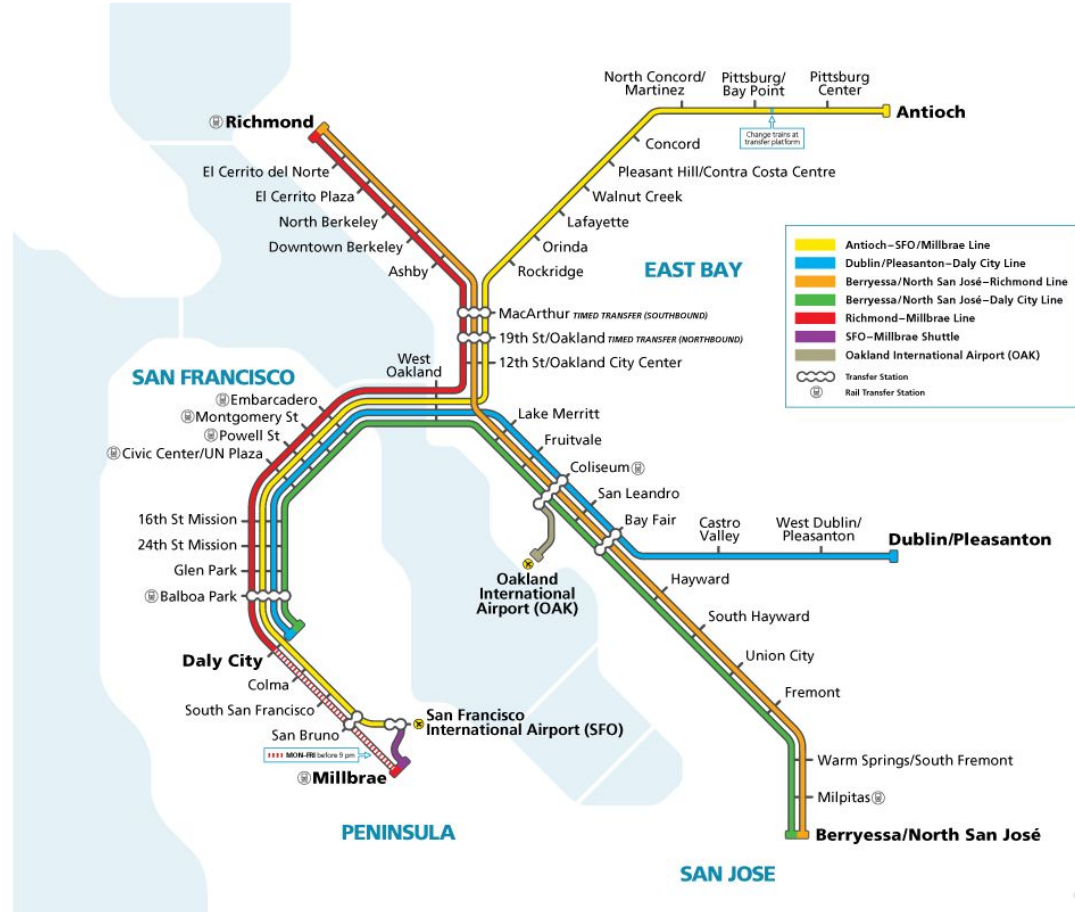 Richmond
El Cerrito del Norte
El Cerrito Plaza
North Berkeley
Downtown Berkeley
Ashby
North Concord/
Martinez
Pittsburg/
Bay Point
Pittsburg
Center
Antioch
Change trains at
transfer platform
Concord
Pleasant Hill/Contra Costa Centre
Walnut Creek
Lafayette
Orinda
Rockridge
EAST BAY
Antioch–SFO/Millbrae Line
Dublin/Pleasanton–Daly City Line
Berryessa/North San José–Richmond Line
Berryessa/North San José–Daly City Line
Richmond–Millbrae Line
SFO–Millbrae Shuttle
Oakland International Airport (OAK)
Transfer Station
Rail Transfer Station
MacArthur TIMED TRANSFER (SOUTHBOUND)
19th St/Oakland TIMED TRANSFER (NORTHBOUND)
12th St/Oakland City Center
West
Oakland
SAN FRANCISCO
Embarcadero
Montgomery St
Powell St
Civic Center/UN Plaza
16th St Mission
24th St Mission
Glen Park
Balboa Park
Daly City
Colma
South San Francisco
San Bruno
MON-FRI before 9 pm
Millbrae
San Francisco
International Airport (SFO)
PENINSULA
Lake Merritt
Fruitvale
Coliseum
San Leandro
Bay Fair
Castro
Valley
West Dublin/
Pleasanton
Dublin/Pleasanton
Oakland
International
Airport (OAK)
Hayward
South Hayward
Union City
Fremont
Warm Springs/South Fremont
Milpitas
Berryessa/North San José
SAN JOSE